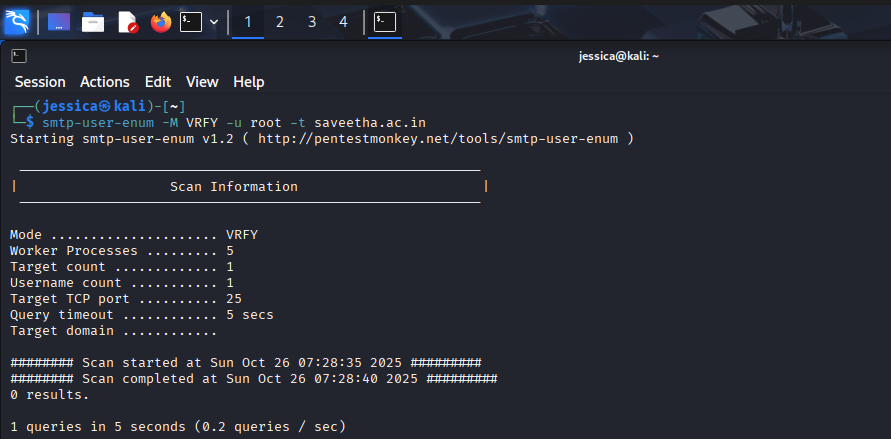 1 2 3 4
jessica@kali: ~
Session Actions Edit View Help
┌──(jessica㉿kali)-[~]
└─$ smtp-user-enum -M VRFY -u root -t saveetha.ac.in
Starting smtp-user-enum v1.2 ( http://pentestmonkey.net/tools/smtp-user-enum )
 ----------------------------------------------------------
|                   Scan Information                       |
 ----------------------------------------------------------
Mode ..................... VRFY
Worker Processes ......... 5
Target count ............. 1
Username count ........... 1
Target TCP port .......... 25
Query timeout ............ 5 secs
Target domain ............
######## Scan started at Sun Oct 26 07:28:35 2025 #########
######## Scan completed at Sun Oct 26 07:28:40 2025 #########
0 results.
1 queries in 5 seconds (0.2 queries / sec)